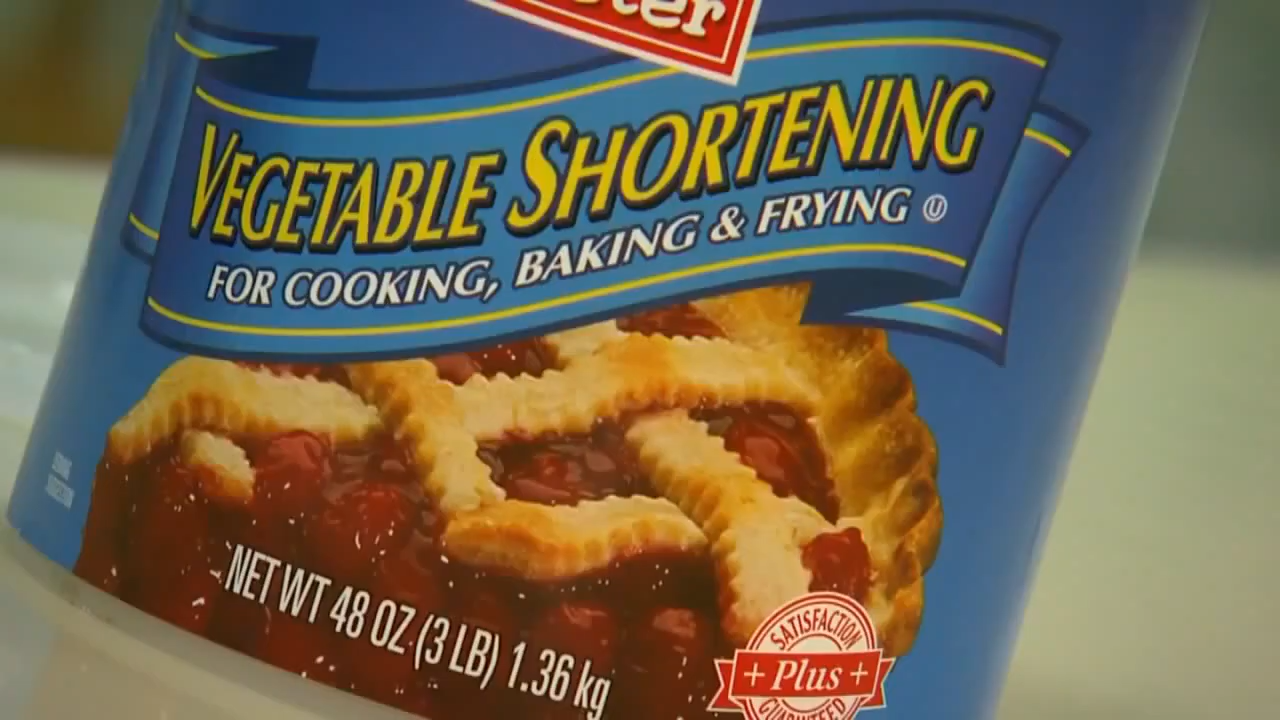 VEGETABLE SHORTENING
FOR COOKING, BAKING & FRYING U
NET WT 48 OZ (3 LB) 1.36 kg
SATISFACTION
+ Plus +
GUARANTEED